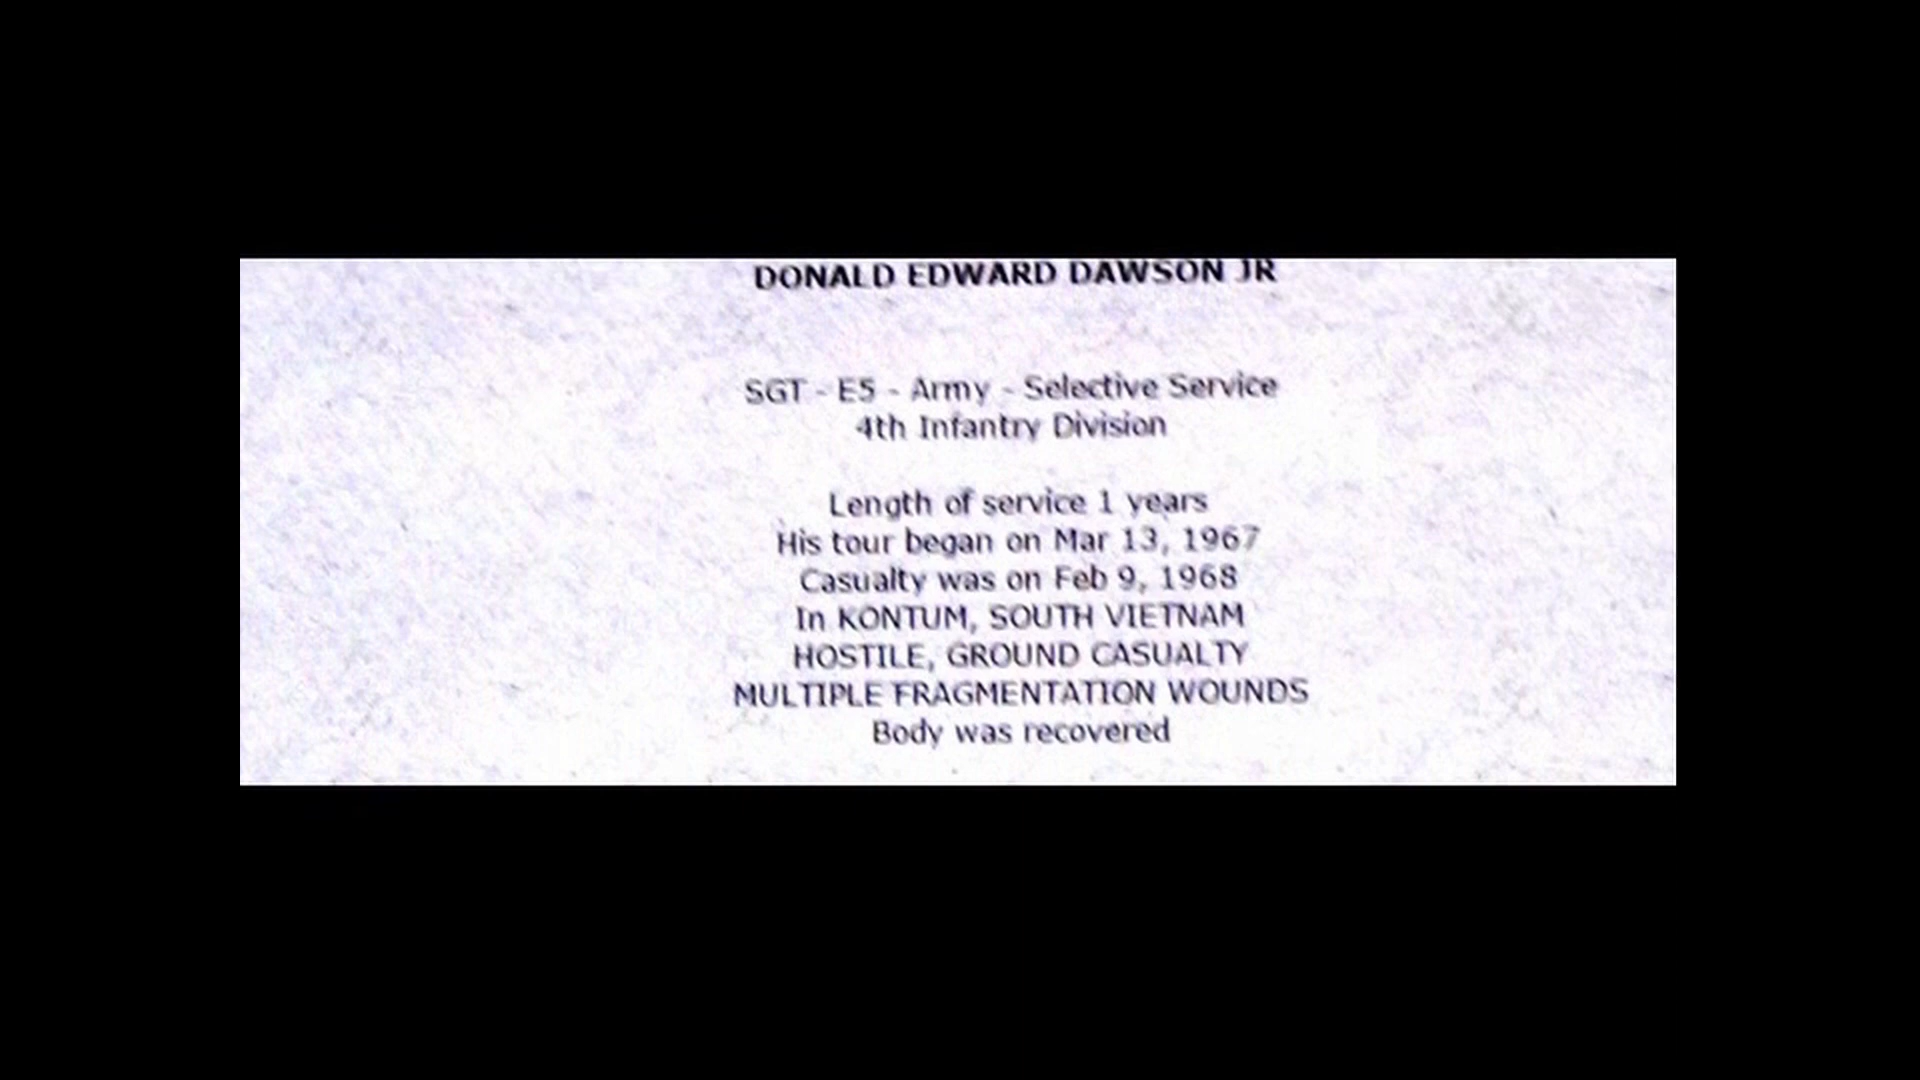 DONALD EDWARD DAWSON JR
SGT - E5 - Army - Selective Service
4th Infantry Division
Length of service 1 years
His tour began on Mar 13, 1967
Casualty was on Feb 9, 1968
In KONTUM, SOUTH VIETNAM
HOSTILE, GROUND CASUALTY
MULTIPLE FRAGMENTATION WOUNDS
Body was recovered